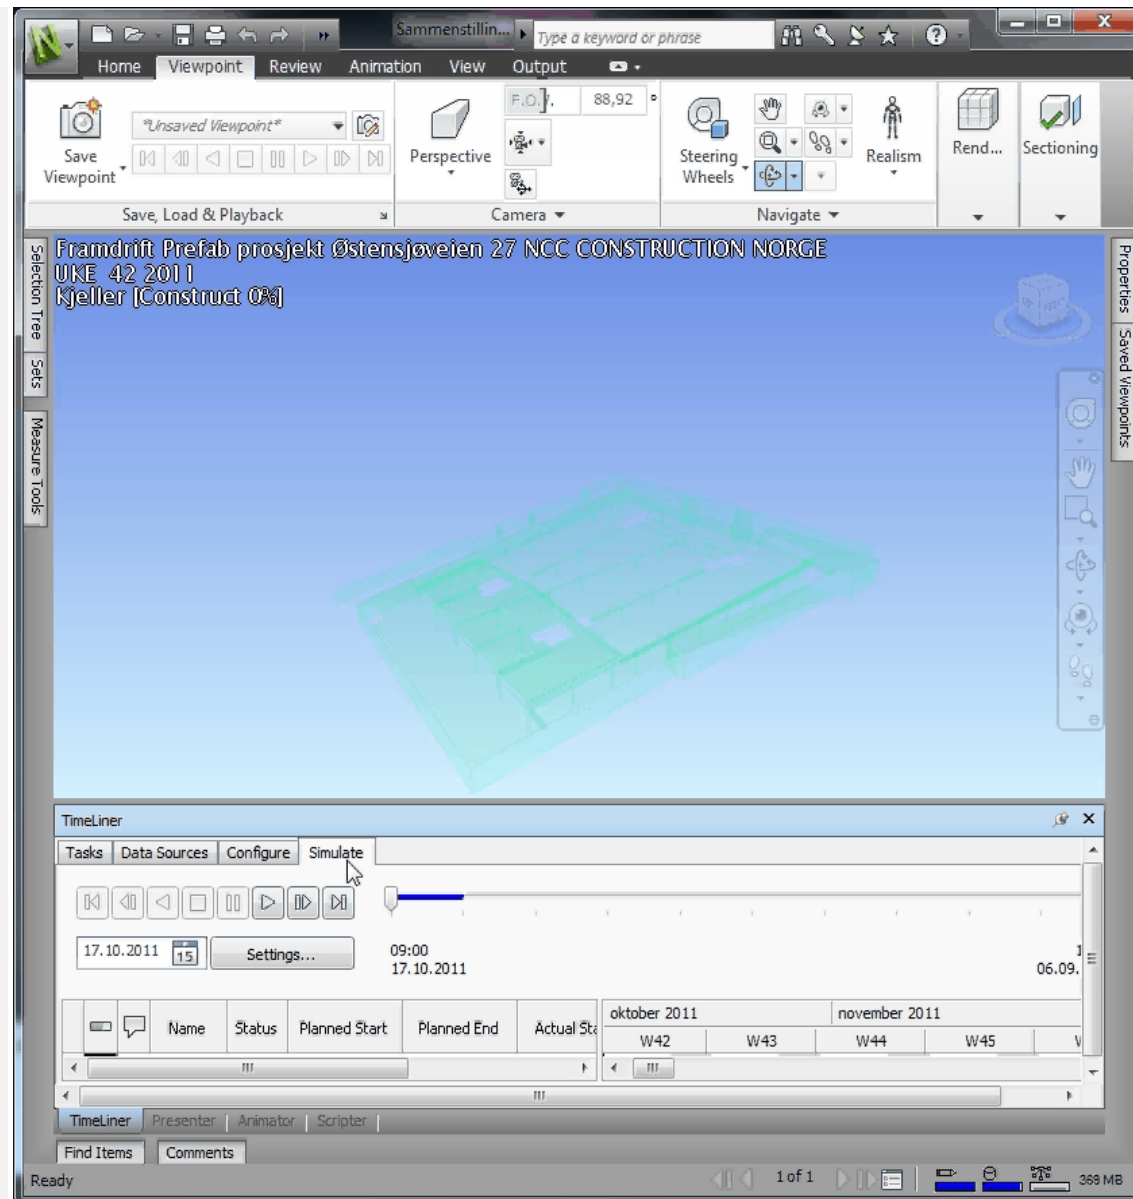 Sammenstillin...
Type a keyword or phrase
Home Viewpoint Review Animation View Output
*Unsaved Viewpoint*
Save Viewpoint
Save, Load & Playback
Perspective
F.O.V. 88,92 °
Camera
Steering Wheels
Realism
Navigate
Rend...
Sectioning
Selection Tree
Sets
Measure Tools
Properties
Saved Viewpoints
Framdrift Prefab prosjekt Østensjøveien 27 NCC CONSTRUCTION NORGE
UKE 42 2011
Kjeller [Construct 0%]
TimeLiner
Tasks Data Sources Configure Simulate
17.10.2011 15 Settings...
09:00
17.10.2011
06.09.
Name Status Planned Start Planned End Actual Sta
oktober 2011 november 2011
W42 W43 W44 W45
TimeLiner Presenter Animator Scripter
Find Items Comments
Ready 1 of 1 369 MB